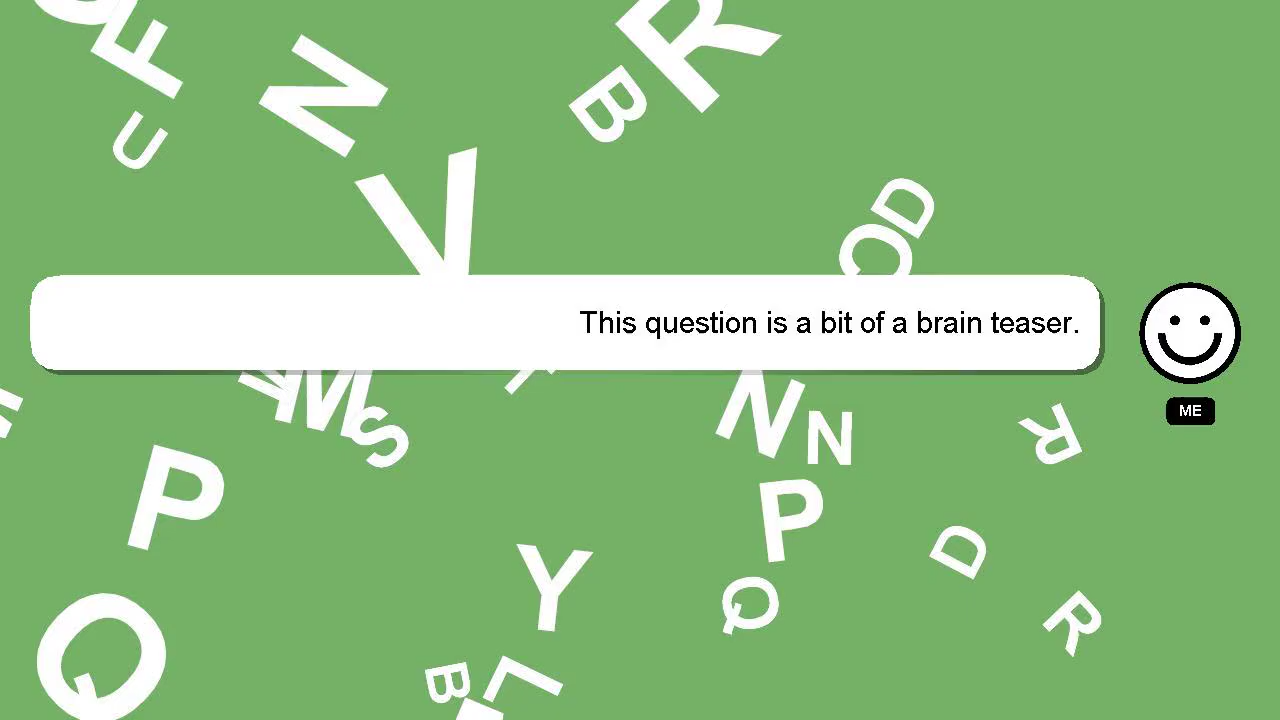 F
N
R
B
U
V
D
This question is a bit of a brain teaser.
ME
M
S
N
N
R
P
P
D
Y
Q
Q
R
B
L